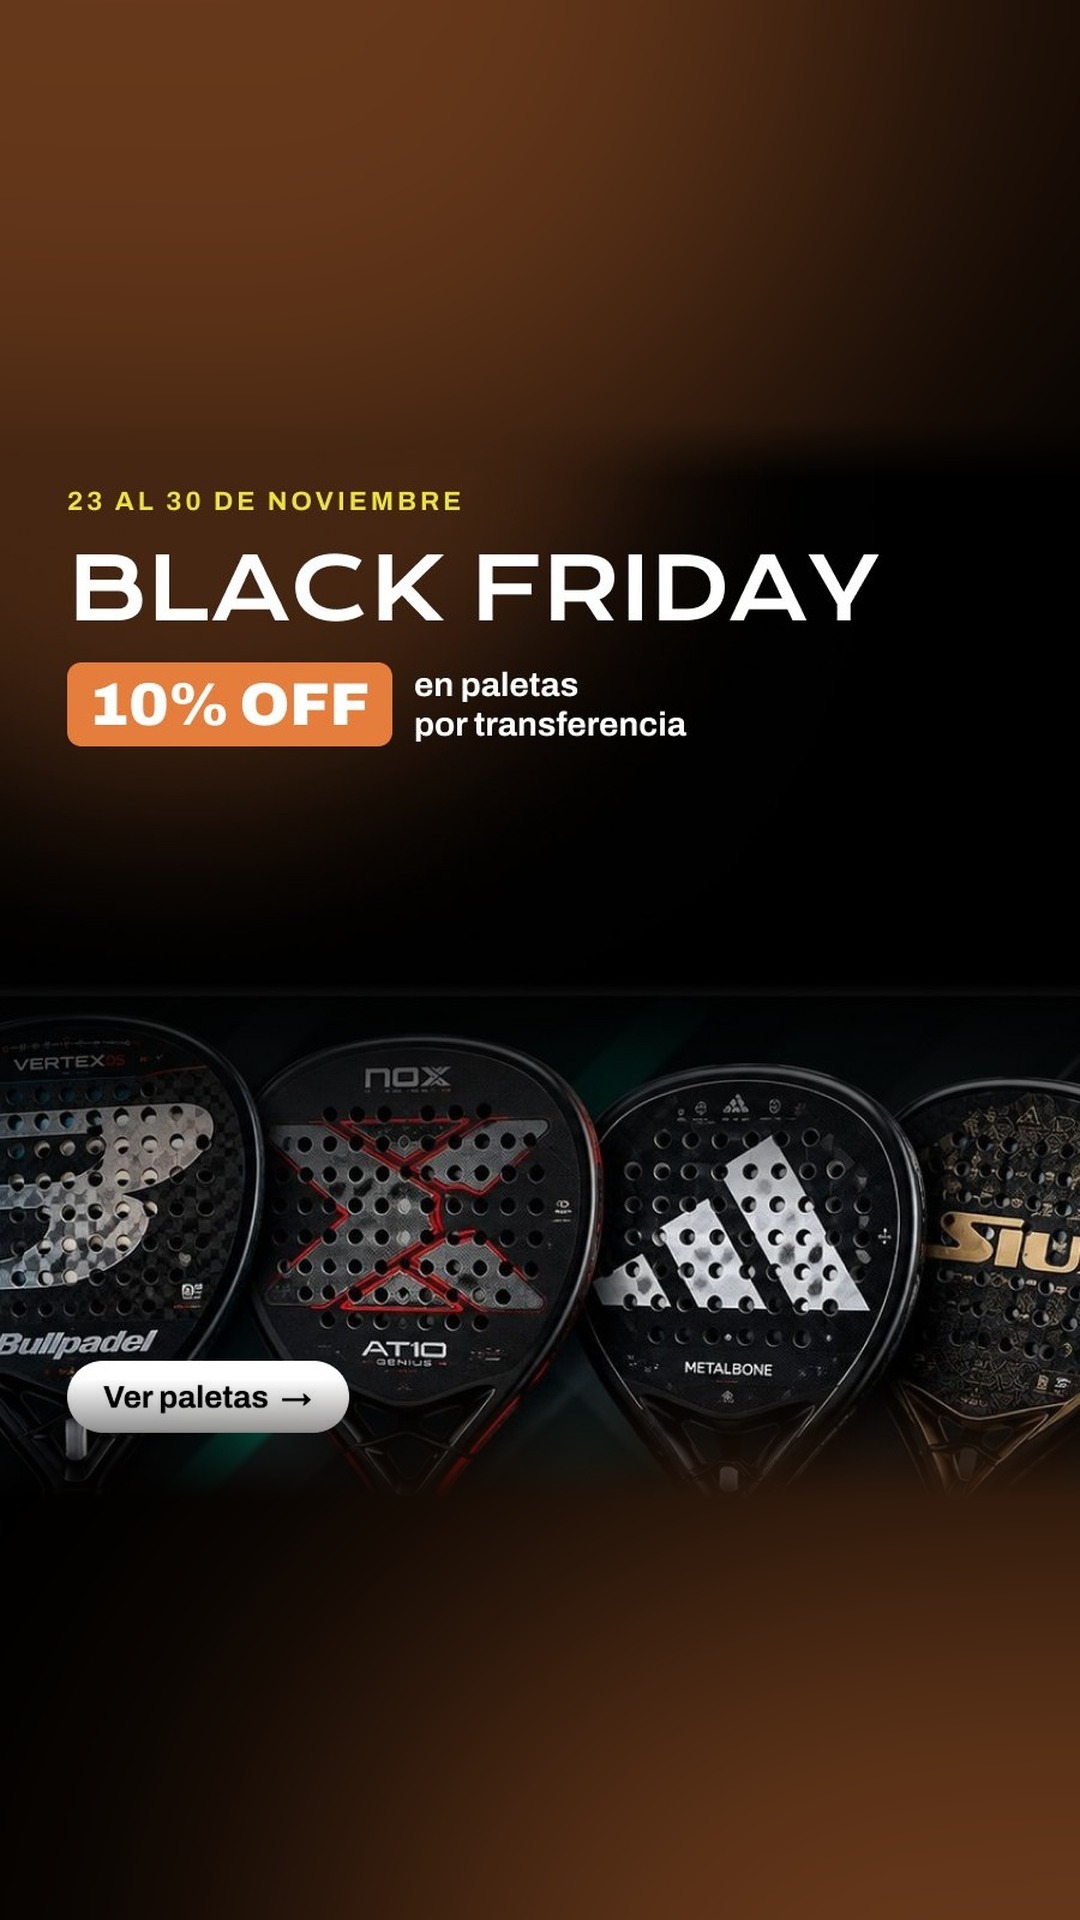 23 AL 30 DE NOVIEMBRE
BLACK FRIDAY
10% OFF
en paletas
por transferencia
VERTEX05
nox
Bullpadel
AT10
GENIUS
METALBONE
Siu
Ver paletas →